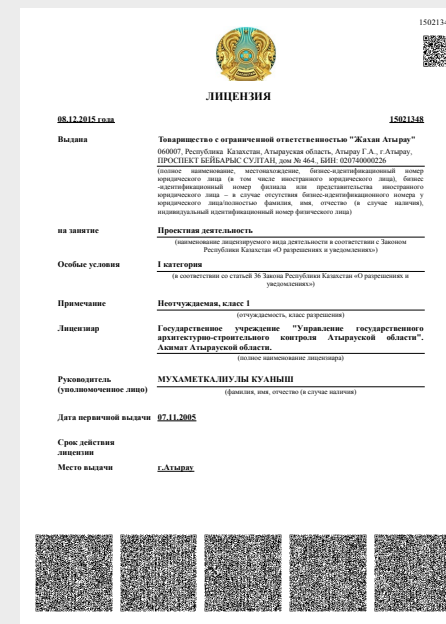 1502134
ЛИЦЕНЗИЯ
08.12.2015 года 15021348
Выдана Товарищество с ограниченной ответственностью "Жахан Атырау"
060007, Республика Казахстан, Атырауская область, Атырау Г.А., г.Атырау,
ПРОСПЕКТ БЕЙБАРЫС СУЛТАН, дом № 464., БИН: 020740000226
(полное наименование, местонахождение, бизнес-идентификационный номер
юридического лица (в том числе иностранного юридического лица), бизнес
-идентификационный номер филиала или представительства иностранного
юридического лица – в случае отсутствия бизнес-идентификационного номера у
юридического лица/полностью фамилия, имя, отчество (в случае наличия),
индивидуальный идентификационный номер физического лица)
на занятие Проектная деятельность
(наименование лицензируемого вида деятельности в соответствии с Законом
Республики Казахстан «О разрешениях и уведомлениях»)
Особые условия I категория
(в соответствии со статьей 36 Закона Республики Казахстан «О разрешениях и
уведомлениях»)
Примечание Неотчуждаемая, класс 1
(отчуждаемость, класс разрешения)
Лицензиар Государственное учреждение "Управление государственного
архитектурно-строительного контроля Атырауской области".
Акимат Атырауской области.
(полное наименование лицензиара)
Руководитель МУХАМЕТКАЛИУЛЫ КУАНЫШ
(уполномоченное лицо) (фамилия, имя, отчество (в случае наличия)
Дата первичной выдачи 07.11.2005
Срок действия
лицензии
Место выдачи г.Атырау